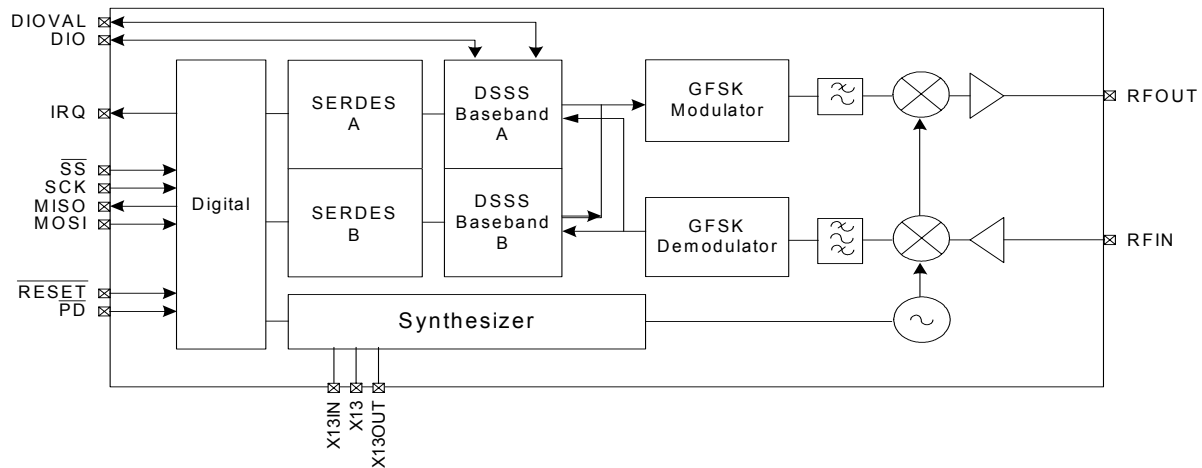 DIOVAL
DIO
IRQ
SS
SCK
MISO
MOSI
RESET
PD
Digital
SERDES
A
SERDES
B
DSSS
Baseband
A
DSSS
Baseband
B
GFSK
Modulator
GFSK
Demodulator
Synthesizer
RFOUT
RFIN
X13IN
X13
X13OUT